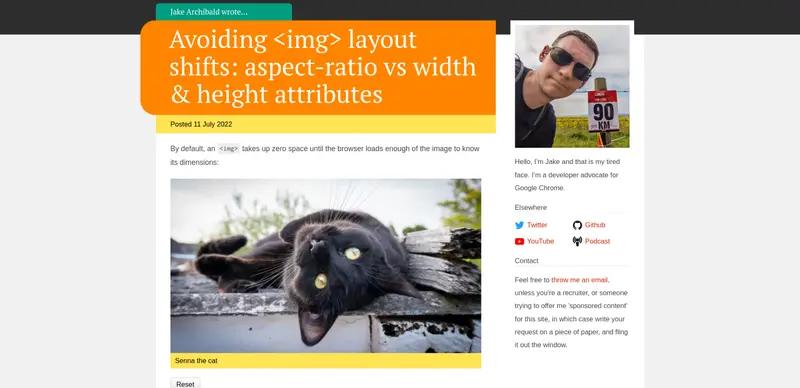 Jake Archibald wrote...
Avoiding <img> layout
shifts: aspect-ratio vs width
& height attributes
Posted 11 July 2022
By default, an <img> takes up zero space until the browser loads enough of the image to know
its dimensions:
Senna the cat
Reset
90
KM
Hello, I'm Jake and that is my tired
face. I'm a developer advocate for
Google Chrome.
Elsewhere
Twitter
Github
YouTube
Podcast
Contact
Feel free to throw me an email,
unless you're a recruiter, or someone
trying to offer me 'sponsored content'
for this site, in which case write your
request on a piece of paper, and fling
it out the window.